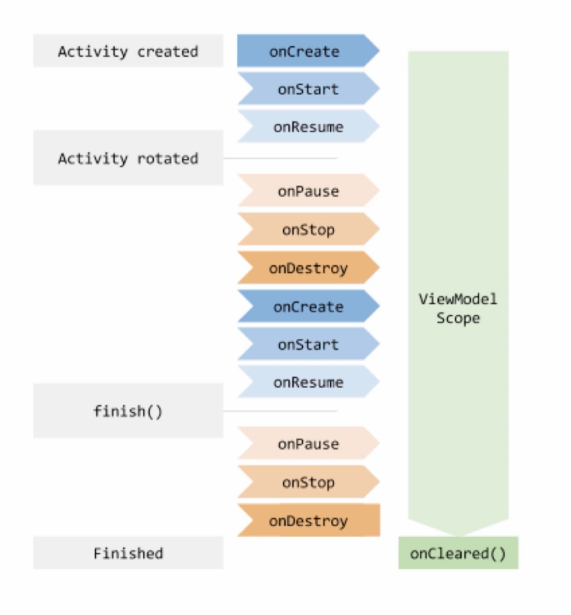 Activity created
onCreate
onStart
onResume
Activity rotated
onPause
onStop
onDestroy
onCreate
onStart
onResume
finish()
onPause
onStop
onDestroy
Finished
ViewModel
Scope
onCleared()